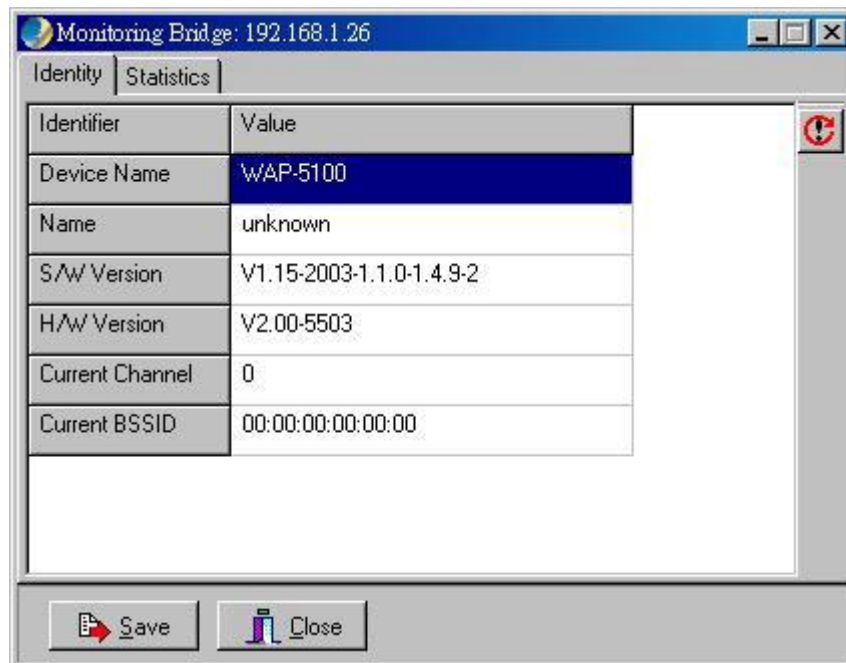 Monitoring Bridge: 192.168.1.26
Identity Statistics
Identifier Value
Device Name WAP-5100
Name unknown
S/W Version V1.15-2003-1.1.0-1.4.9-2
H/W Version V2.00-5503
Current Channel 0
Current BSSID 00:00:00:00:00:00
Save Close